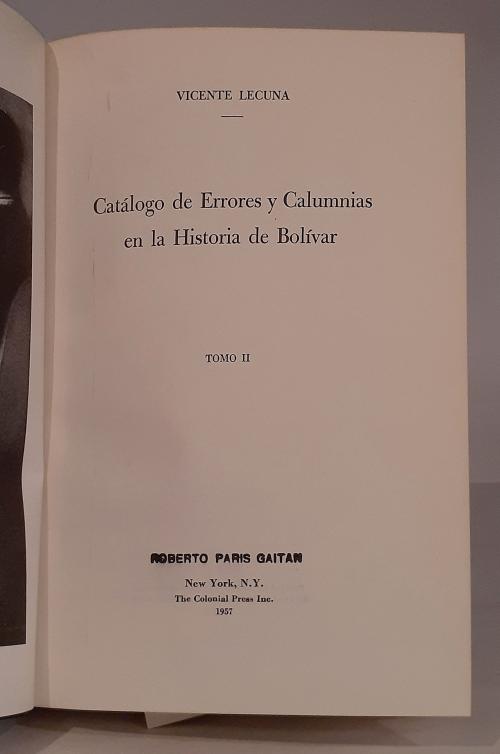 VICENTE LECUNA
Catálogo de Errores y Calumnias
en la Historia de Bolívar
TOMO II
ROBERTO PARIS GAITAN
New York, N.Y.
The Colonial Press Inc.
1957